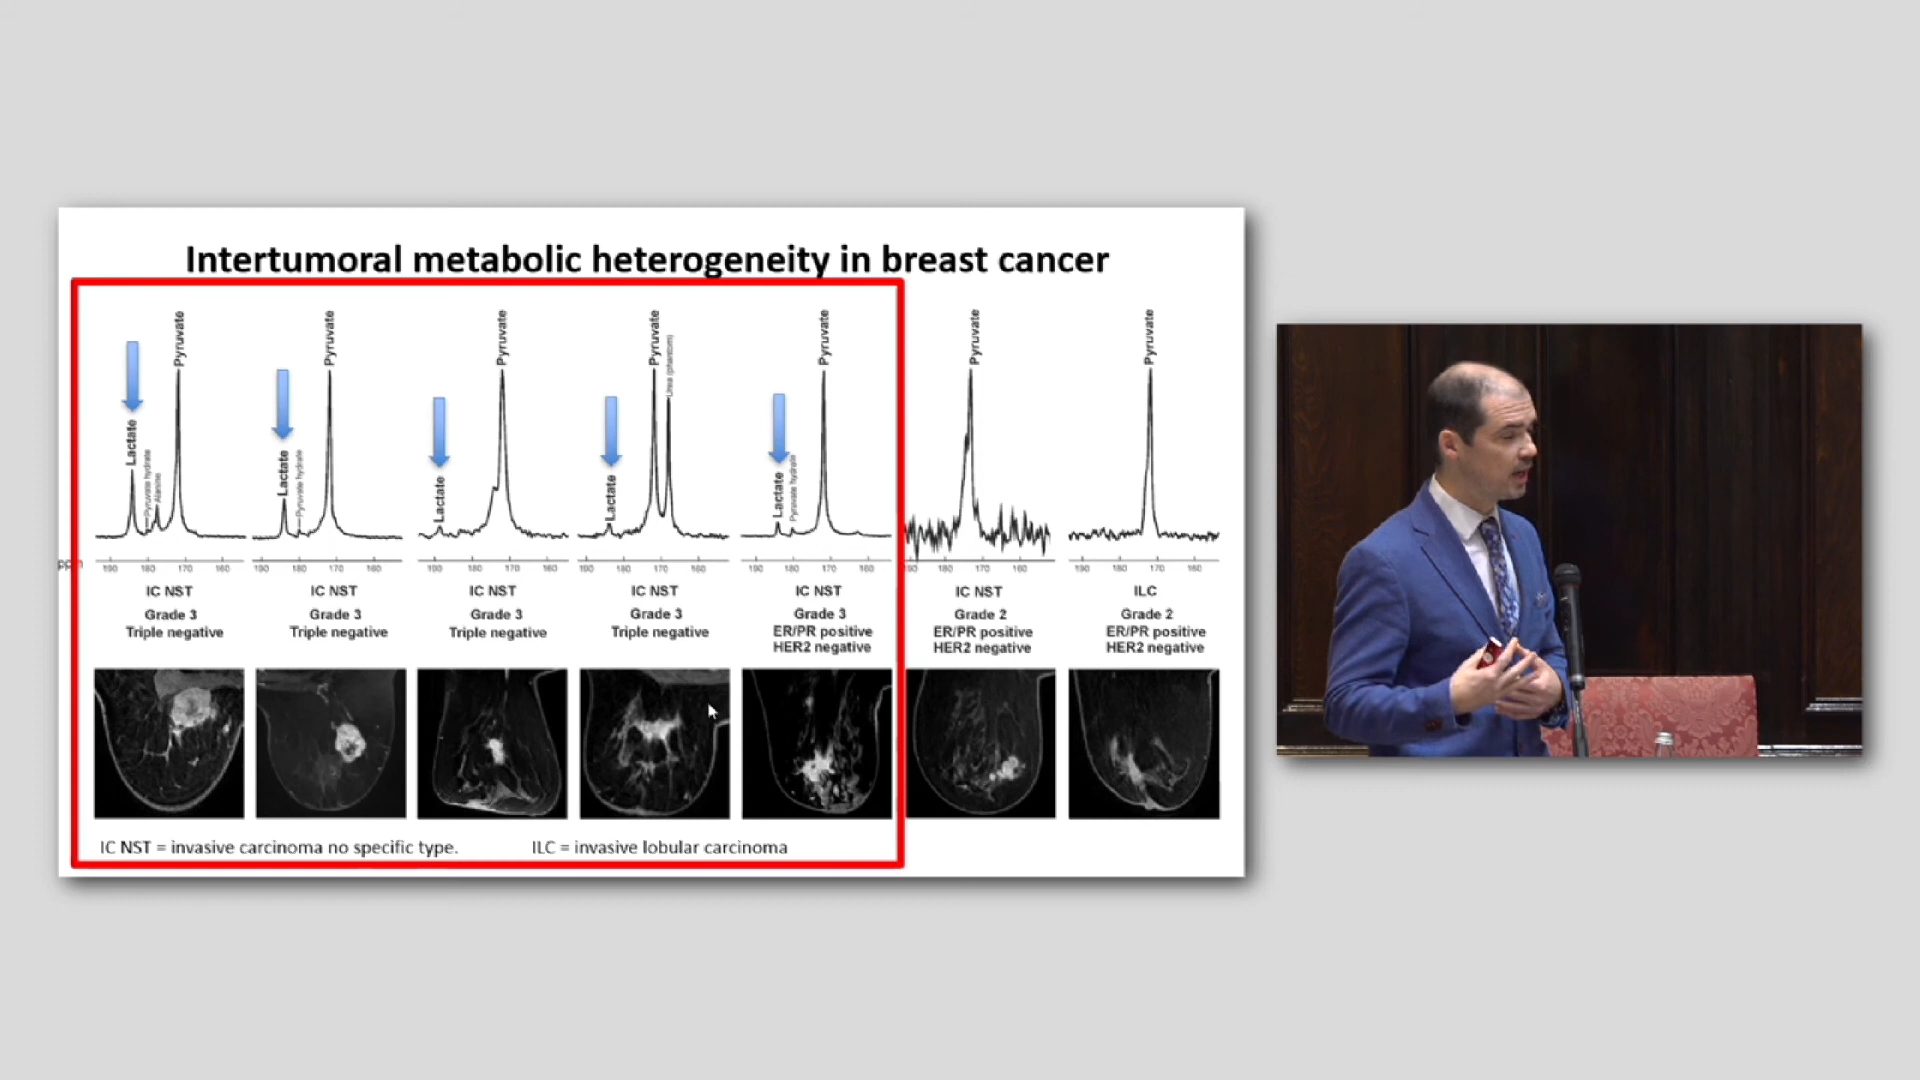 Intertumoral metabolic heterogeneity in breast cancer
Lactate
Pyruvate hydrate
Alanine
Pyruvate
Lactate
Pyruvate hydrate
Pyruvate
Lactate
Pyruvate
Lactate
Pyruvate
Urea (phantom)
Lactate
Pyruvate hydrate
Pyruvate
Pyruvate
Pyruvate
ppm
190 180 170 160
190 180 170 160
190 180 170 160
190 180 170 160
190 180 170 160
190 180 170 160
190 180 170 160
IC NST
Grade 3
Triple negative
IC NST
Grade 3
Triple negative
IC NST
Grade 3
Triple negative
IC NST
Grade 3
Triple negative
IC NST
Grade 3
ER/PR positive
HER2 negative
IC NST
Grade 2
ER/PR positive
HER2 negative
ILC
Grade 2
ER/PR positive
HER2 negative
IC NST = invasive carcinoma no specific type.
ILC = invasive lobular carcinoma